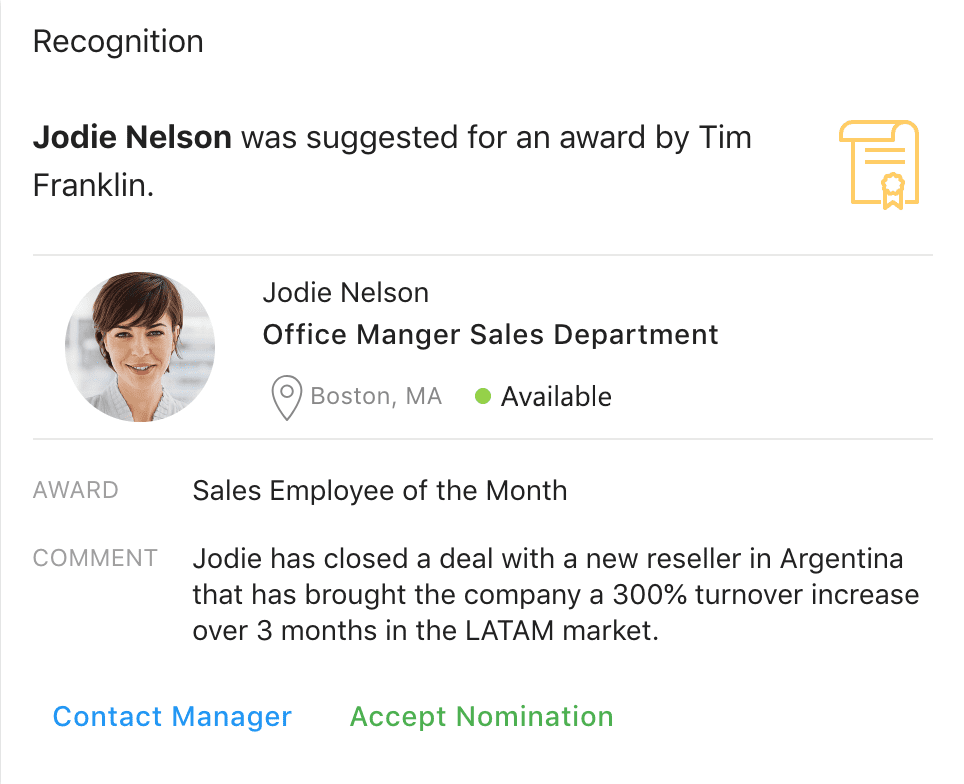 Recognition
Jodie Nelson was suggested for an award by Tim
Franklin.
Jodie Nelson
Office Manger Sales Department
Boston, MA
Available
AWARD
Sales Employee of the Month
COMMENT
Jodie has closed a deal with a new reseller in Argentina
that has brought the company a 300% turnover increase
over 3 months in the LATAM market.
Contact Manager
Accept Nomination